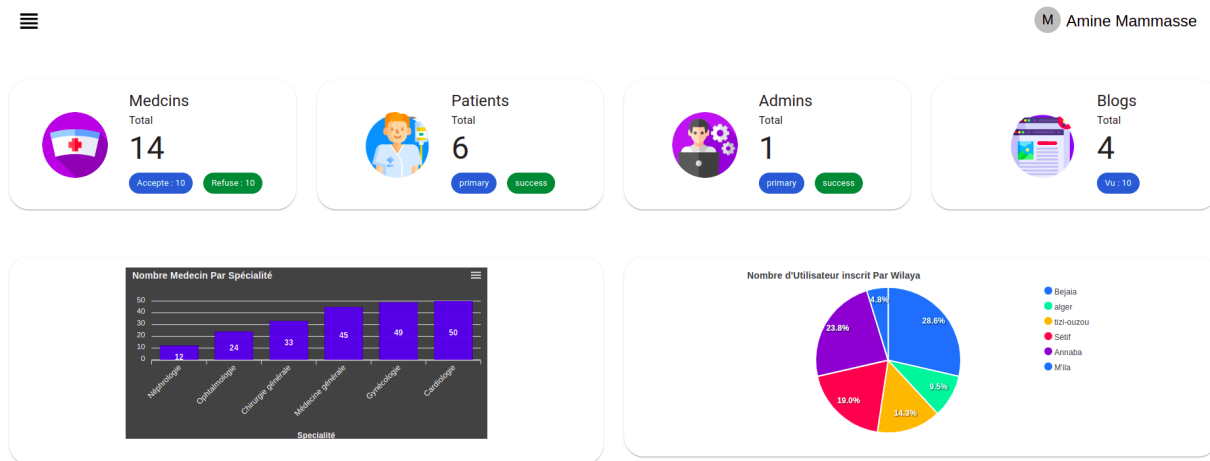 M Amine Mammasse
Medcins
Total
14
Accepte : 10 Refuse : 10
Patients
Total
6
primary success
Admins
Total
1
primary success
Blogs
Total
4
Vu : 10
Nombre Medecin Par Spécialité
50
40
30
20
10
0
12
24
33
45
49
50
Néphrologie
Ophtalmologie
Chirurgie générale
Médecine générale
Gynécologie
Cardiologie
Specialité
Nombre d'Utilisateur inscrit Par Wilaya
4.8%
28.6%
23.8%
9.5%
19.0%
14.3%
Bejaia
alger
tizi-ouzou
Sétif
Annaba
M'ila